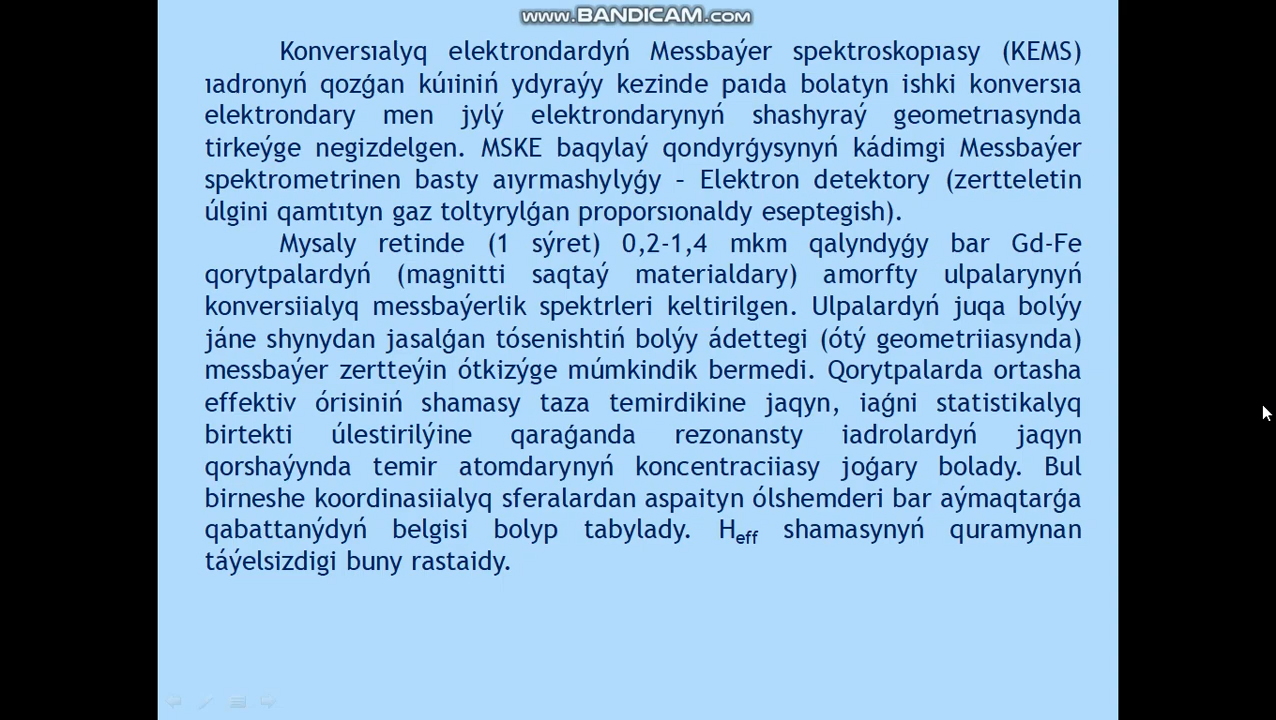 www.BANDICAM.com
Konversıalyq elektrondardyń Messbaýer spektroskopıasy (KEMS)
ıadronyń qozǵan kúıiniń ydyraýy kezinde paıda bolatyn ishki konversıa
elektrondary men jylý elektrondarynyń shashyraý geometrıasynda
tirkeýge negizdelgen. MSKE baqylaý qondyrǵysynyń kádimgi Messbaýer
spektrometrinen basty aıyrmashylyǵy – Elektron detektory (zertteletin
úlgini qamtıtyn gaz toltyrylǵan proporsıonaldy eseptegish).
Mysaly retinde (1 sýret) 0,2-1,4 mkm qalyndyǵy bar Gd-Fe
qorytpalardyń (magnitti saqtaý materialdary) amorfty ulpalarynyń
konversiialyq messbaýerlik spektrleri keltirilgen. Ulpalardyń juqa bolýy
jáne shynydan jasalǵan tósenishtiń bolýy ádettegi (ótý geometriiasynda)
messbaýer zertteýin ótkizýge múmkindik bermedi. Qorytpalarda ortasha
effektiv órisiniń shamasy taza temirdikine jaqyn, iaǵni statistikalyq
birtekti úlestirilýine qaraǵanda rezonansty iadrolardyń jaqyn
qorshaýynda temir atomdarynyń koncentraciiasy joǵary bolady. Bul
birneshe koordinasiialyq sferalardan aspaityn ólshemderi bar aýmaqtarǵa
qabattanýdyń belgisi bolyp tabylady. Heff shamasynyń quramynan
táýelsizdigi buny rastaidy.